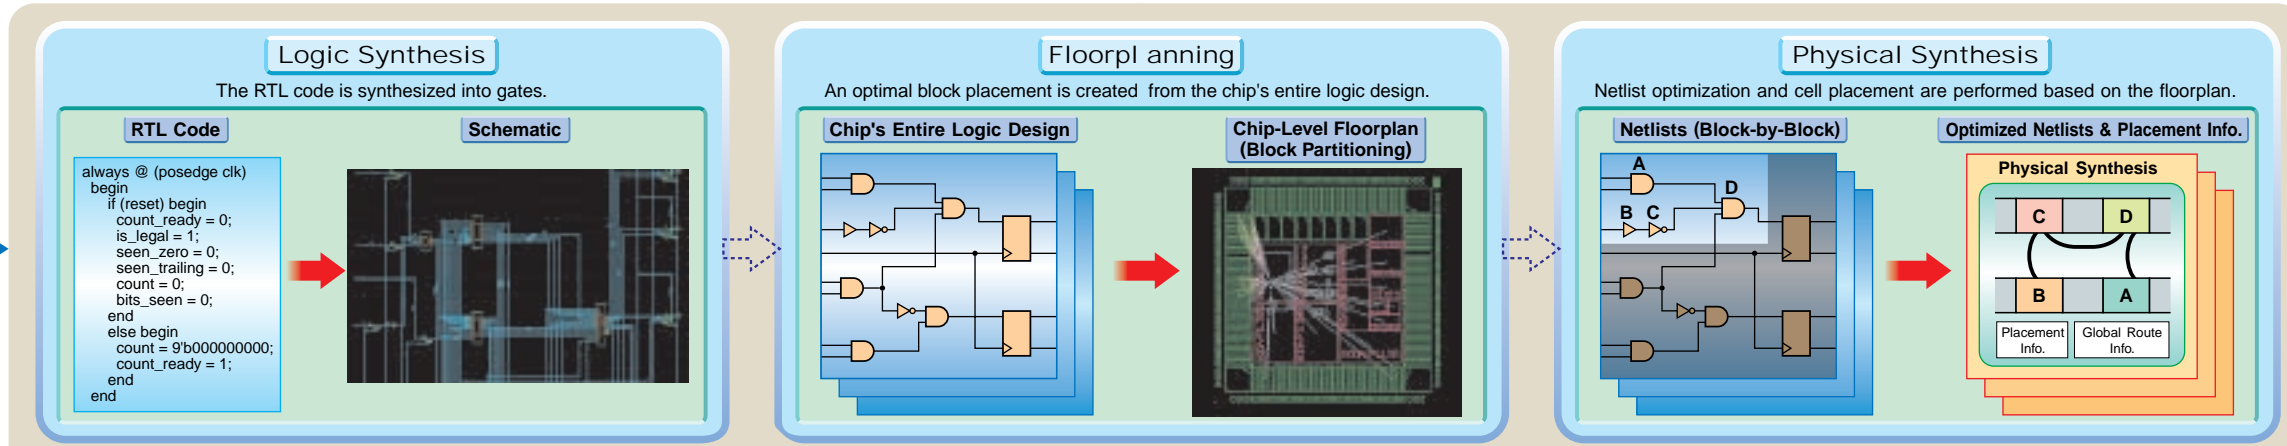 Logic Synthesis
The RTL code is synthesized into gates.
RTL Code
Schematic
always @ (posedge clk)
begin
if (reset) begin
count_ready = 0;
is_legal = 1;
seen_zero = 0;
seen_trailing = 0;
count = 0;
bits_seen = 0;
end
else begin
count = 9'b000000000;
count_ready = 1;
end
end
Floorpl anning
An optimal block placement is created from the chip's entire logic design.
Chip's Entire Logic Design
Chip-Level Floorplan
(Block Partitioning)
Physical Synthesis
Netlist optimization and cell placement are performed based on the floorplan.
Netlists (Block-by-Block)
A
D
B C
Optimized Netlists & Placement Info.
Physical Synthesis
C D
B A
Placement
Info.
Global Route
Info.